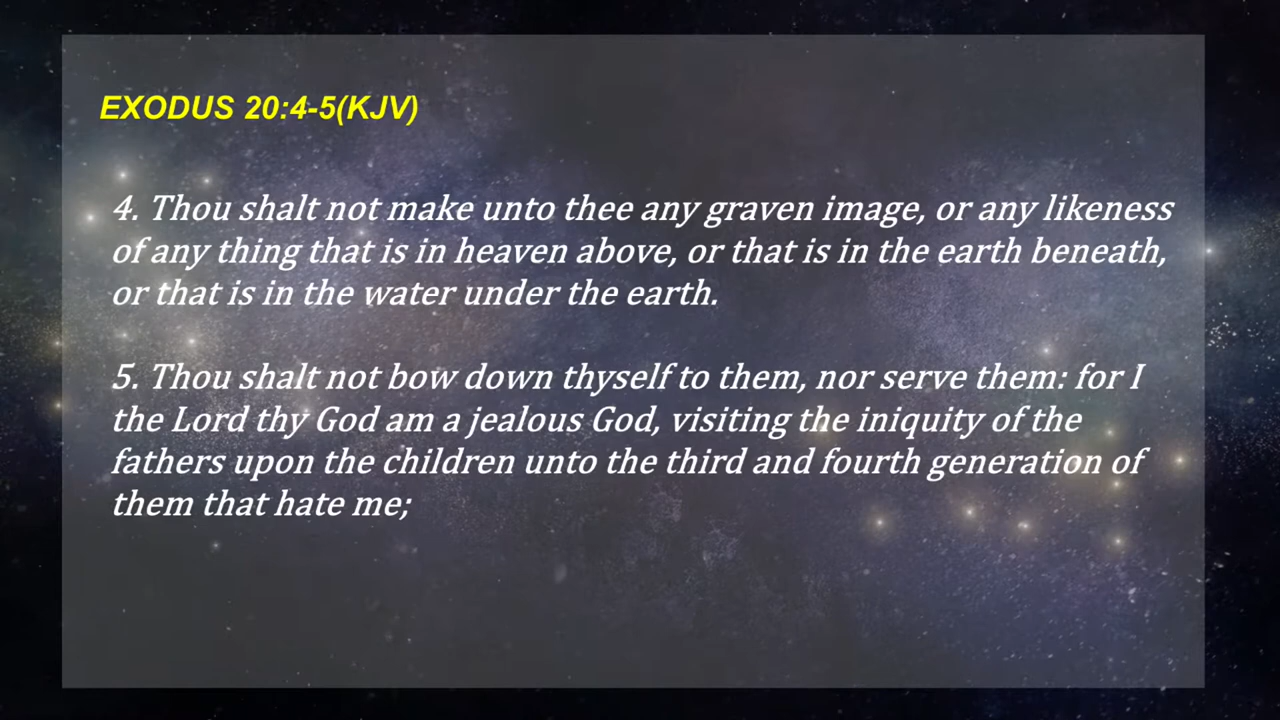 EXODUS 20:4-5(KJV)
4. Thou shalt not make unto thee any graven image, or any likeness
of any thing that is in heaven above, or that is in the earth beneath,
or that is in the water under the earth.
5. Thou shalt not bow down thyself to them, nor serve them: for I
the Lord thy God am a jealous God, visiting the iniquity of the
fathers upon the children unto the third and fourth generation of
them that hate me;